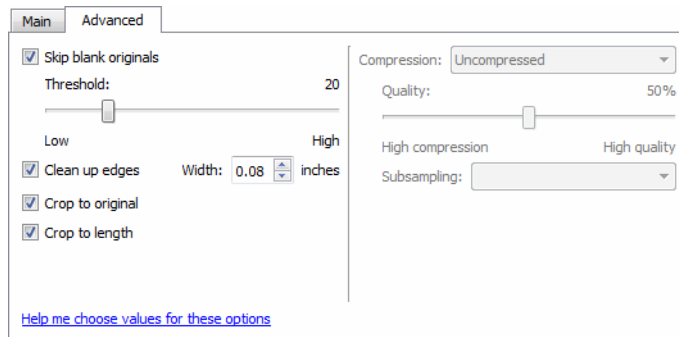 Main Advanced
Skip blank originals
Threshold: 20
Low High
Clean up edges Width: 0.08 inches
Crop to original
Crop to length
Help me choose values for these options
Compression: Uncompressed
Quality: 50%
High compression High quality
Subsampling: